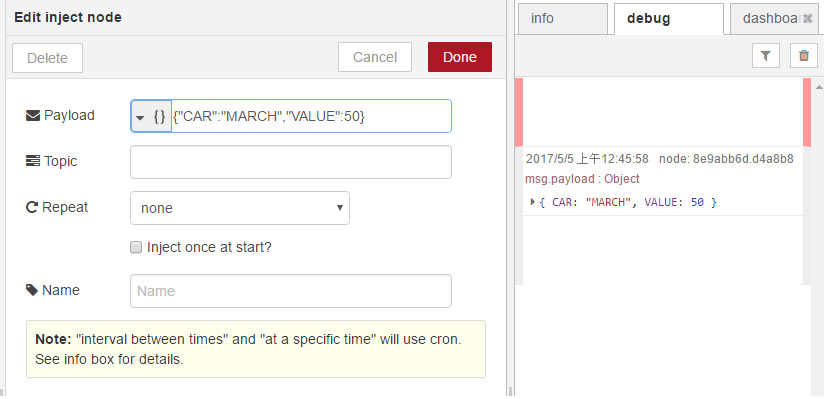 Edit inject node
Delete
Cancel
Done
Payload
{} {"CAR":"MARCH","VALUE":50}
Topic
Repeat
none
Inject once at start?
Name
Name
Note: "interval between times" and "at a specific time" will use cron.
See info box for details.
info
debug
dashboar
2017/5/5 上午12:45:58 node: 8e9abb6d.d4a8b8
msg.payload : Object
{ CAR: "MARCH", VALUE: 50 }